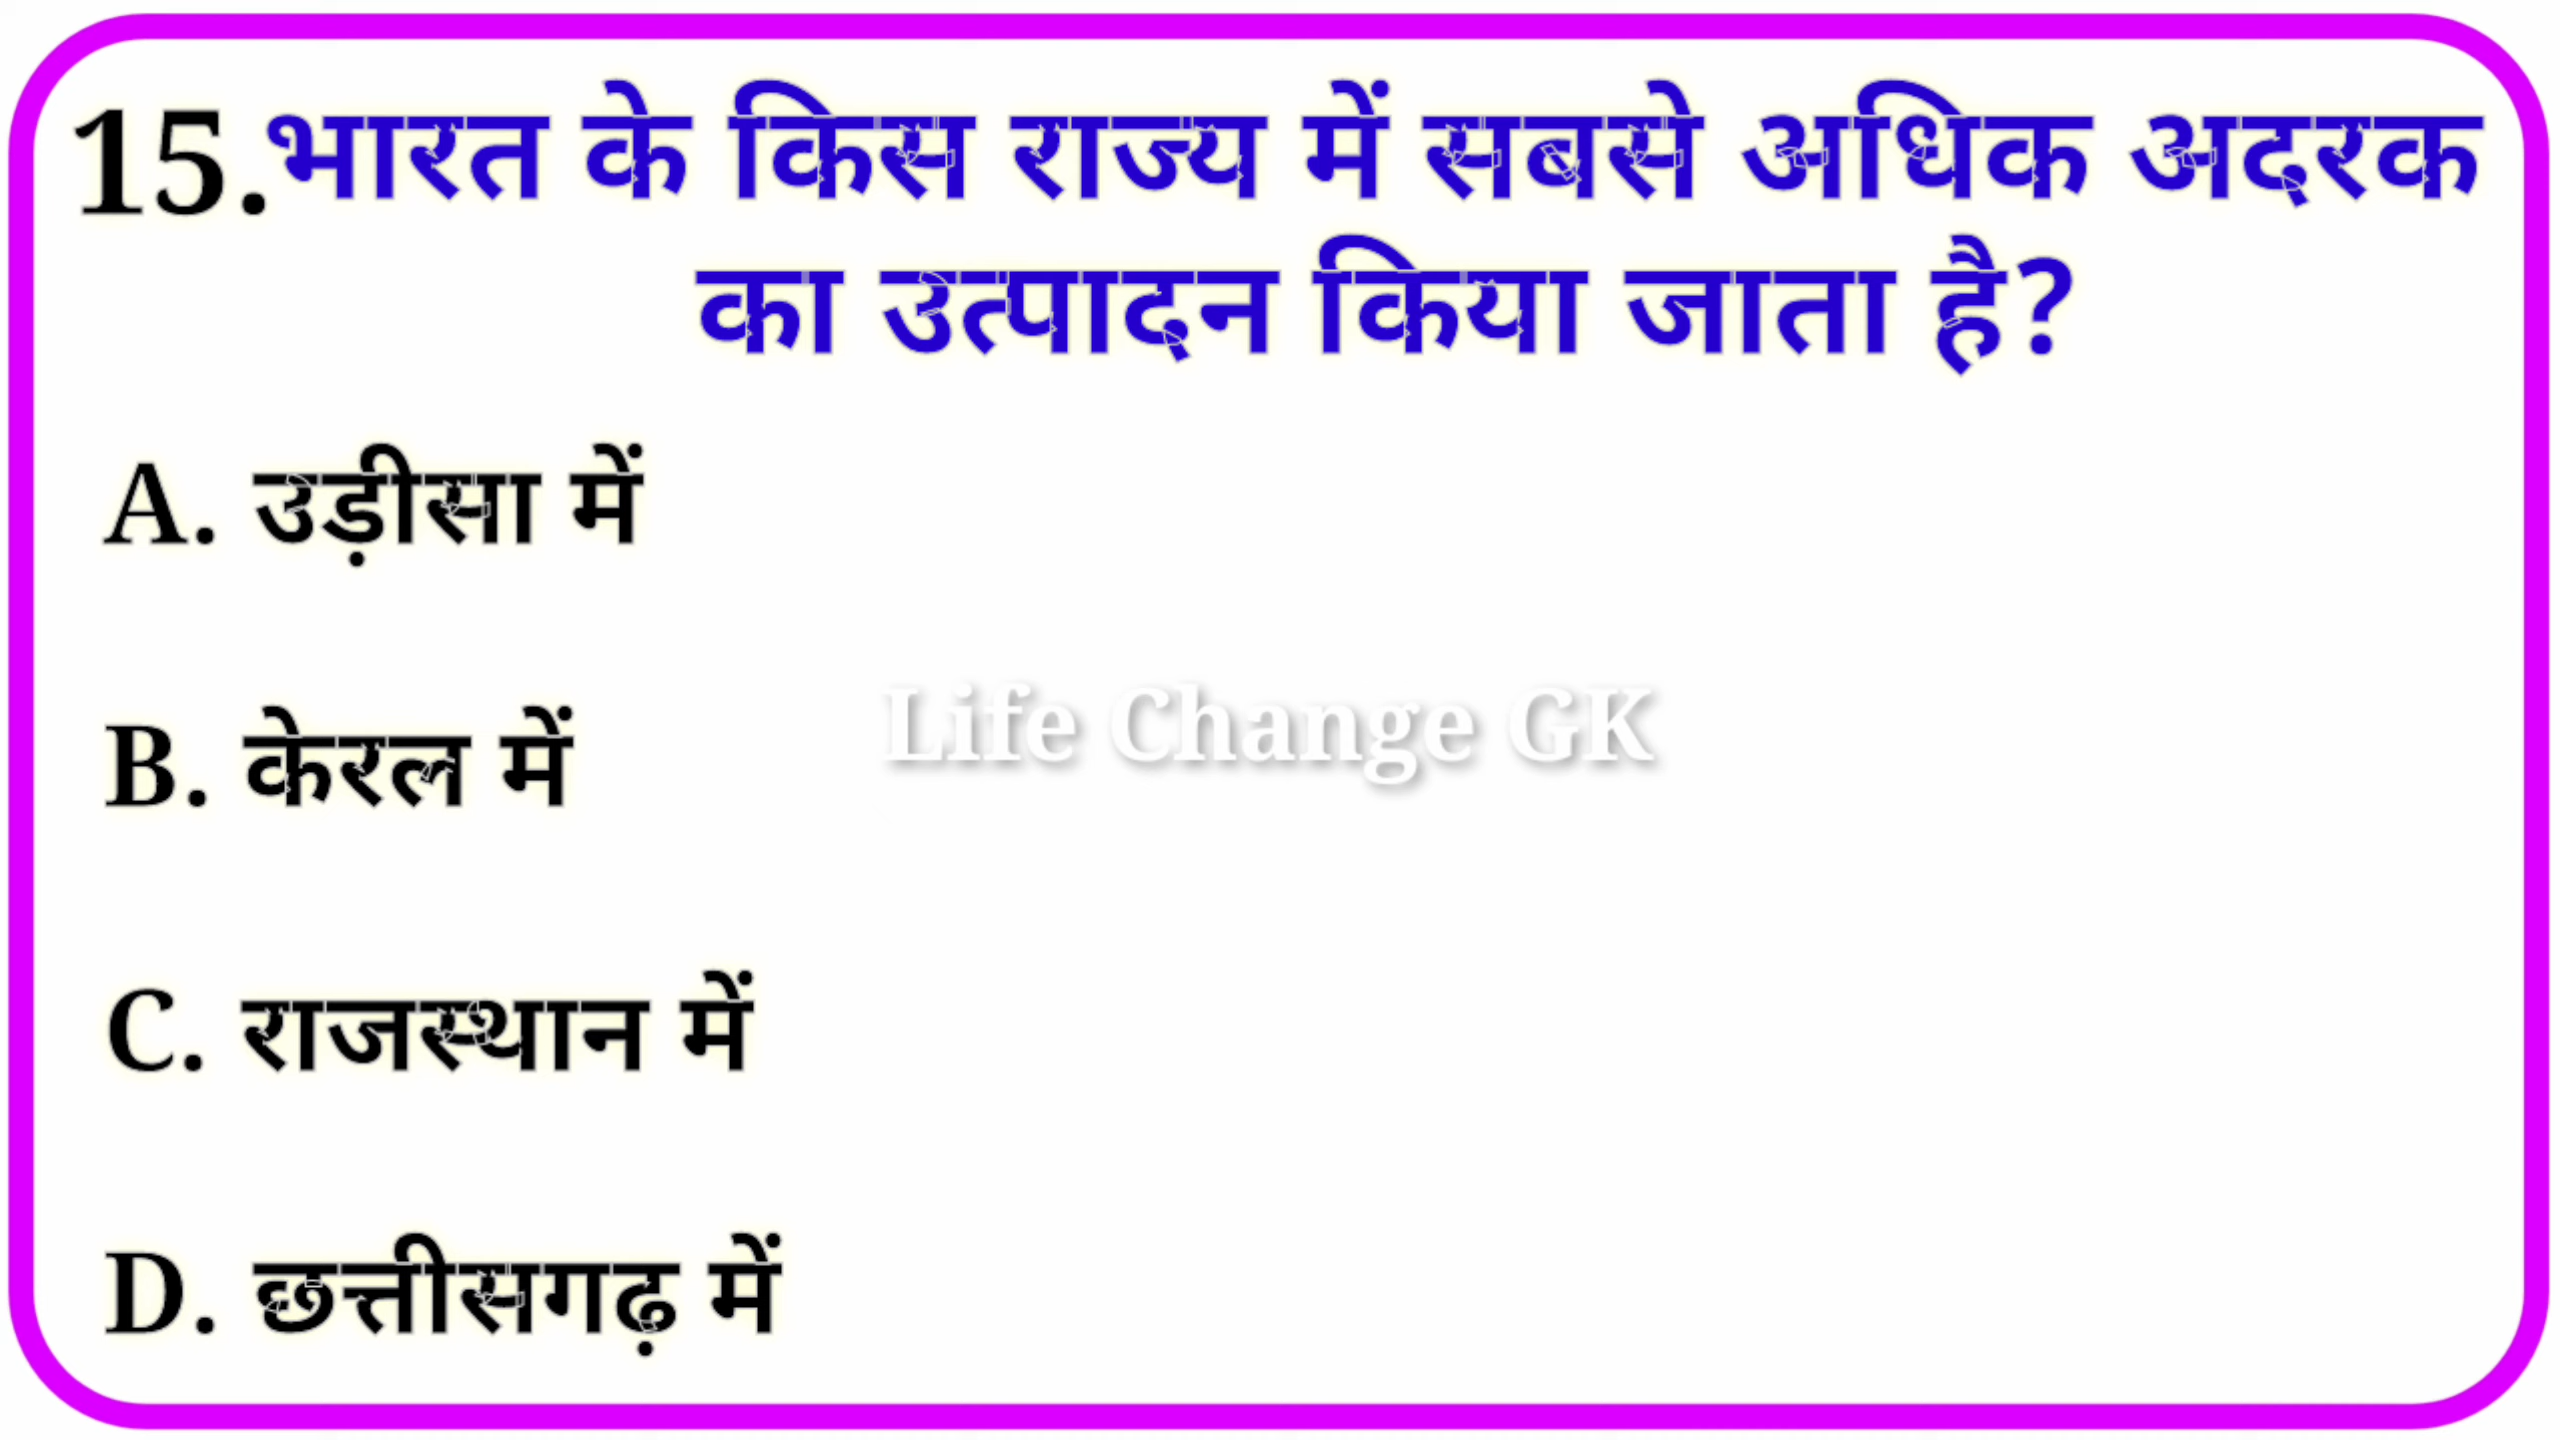 15.भारत के किस राज्य में सबसे अधिक अदरक
का उत्पादन किया जाता है?
A. उड़ीसा में
B. केरल में
Life Change GK
C. राजस्थान में
D. छत्तीसगढ़ में